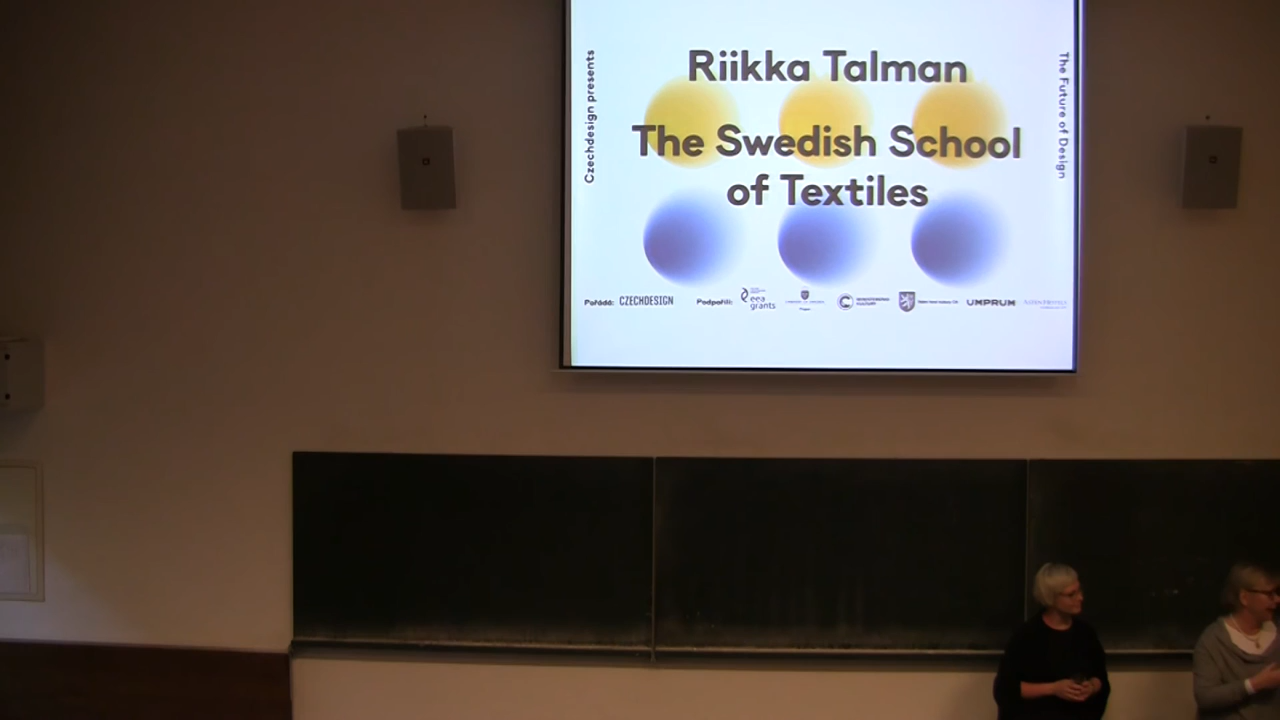 Czechdesign presents
The Future of Design
Riikka Talman
The Swedish School
of Textiles
Pořádá: CZECHDESIGN
Podpořili:
eea
grants
UMPRUM